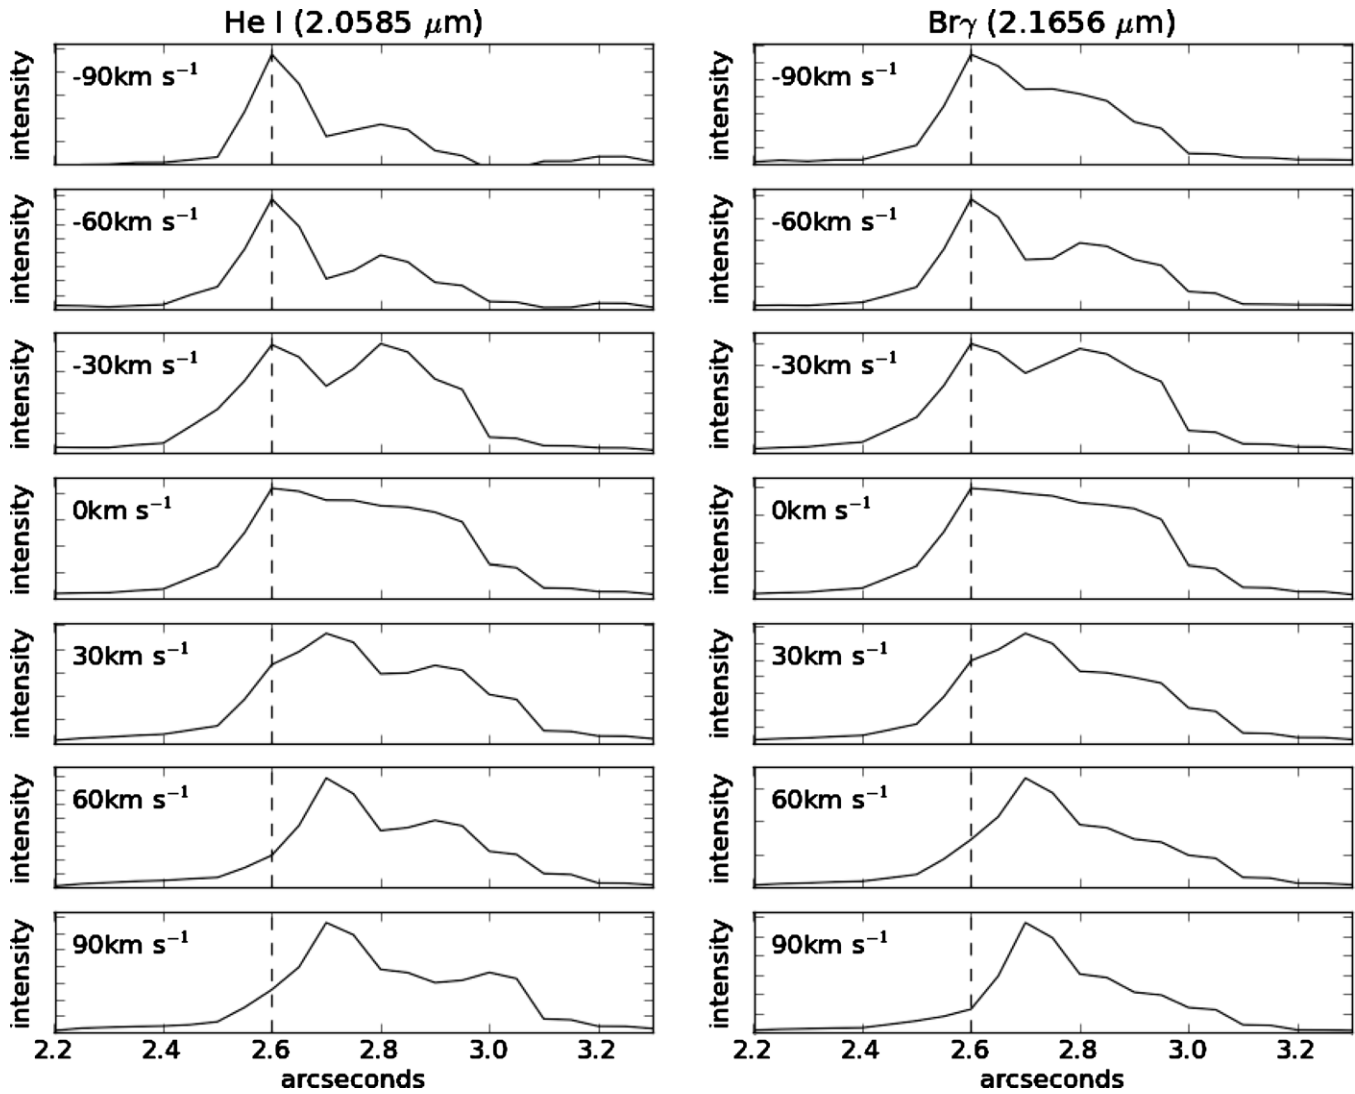 He I (2.0585 μm)
Brγ (2.1656 μm)
intensity
-90km s⁻¹
intensity
-90km s⁻¹
intensity
-60km s⁻¹
intensity
-60km s⁻¹
intensity
-30km s⁻¹
intensity
-30km s⁻¹
intensity
0km s⁻¹
intensity
0km s⁻¹
intensity
30km s⁻¹
intensity
30km s⁻¹
intensity
60km s⁻¹
intensity
60km s⁻¹
intensity
90km s⁻¹
intensity
90km s⁻¹
2.2 2.4 2.6 2.8 3.0 3.2
2.2 2.4 2.6 2.8 3.0 3.2
arcseconds
arcseconds